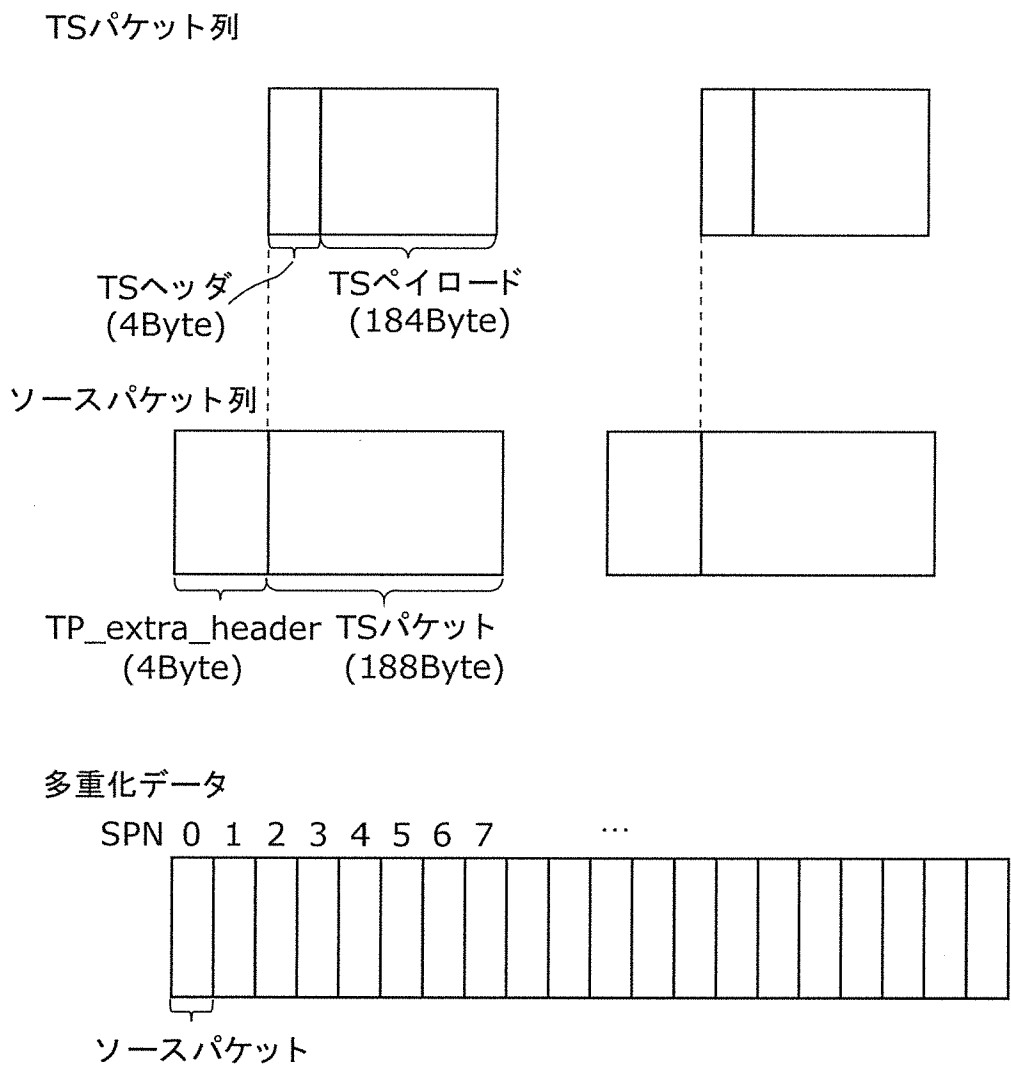 TSパケット列
TSヘッダ
(4Byte)
TSペイロード
(184Byte)
ソースパケット列
TP_extra_header
(4Byte)
TSパケット
(188Byte)
多重化データ
SPN 0 1 2 3 4 5 6 7 …
ソースパケット